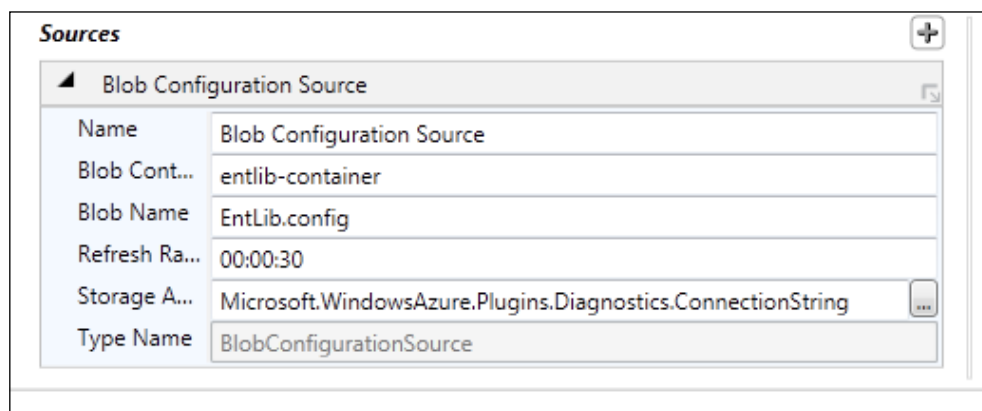 Sources
Blob Configuration Source
Name Blob Configuration Source
Blob Cont... entlib-container
Blob Name EntLib.config
Refresh Ra... 00:00:30
Storage A... Microsoft.WindowsAzure.Plugins.Diagnostics.ConnectionString ...
Type Name BlobConfigurationSource